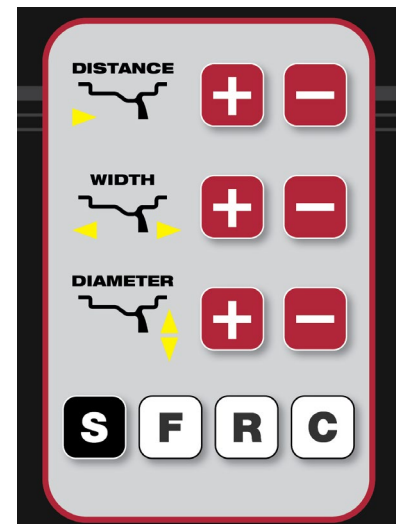 DISTANCE
+ −
WIDTH
+ −
DIAMETER
+ −
S F R C